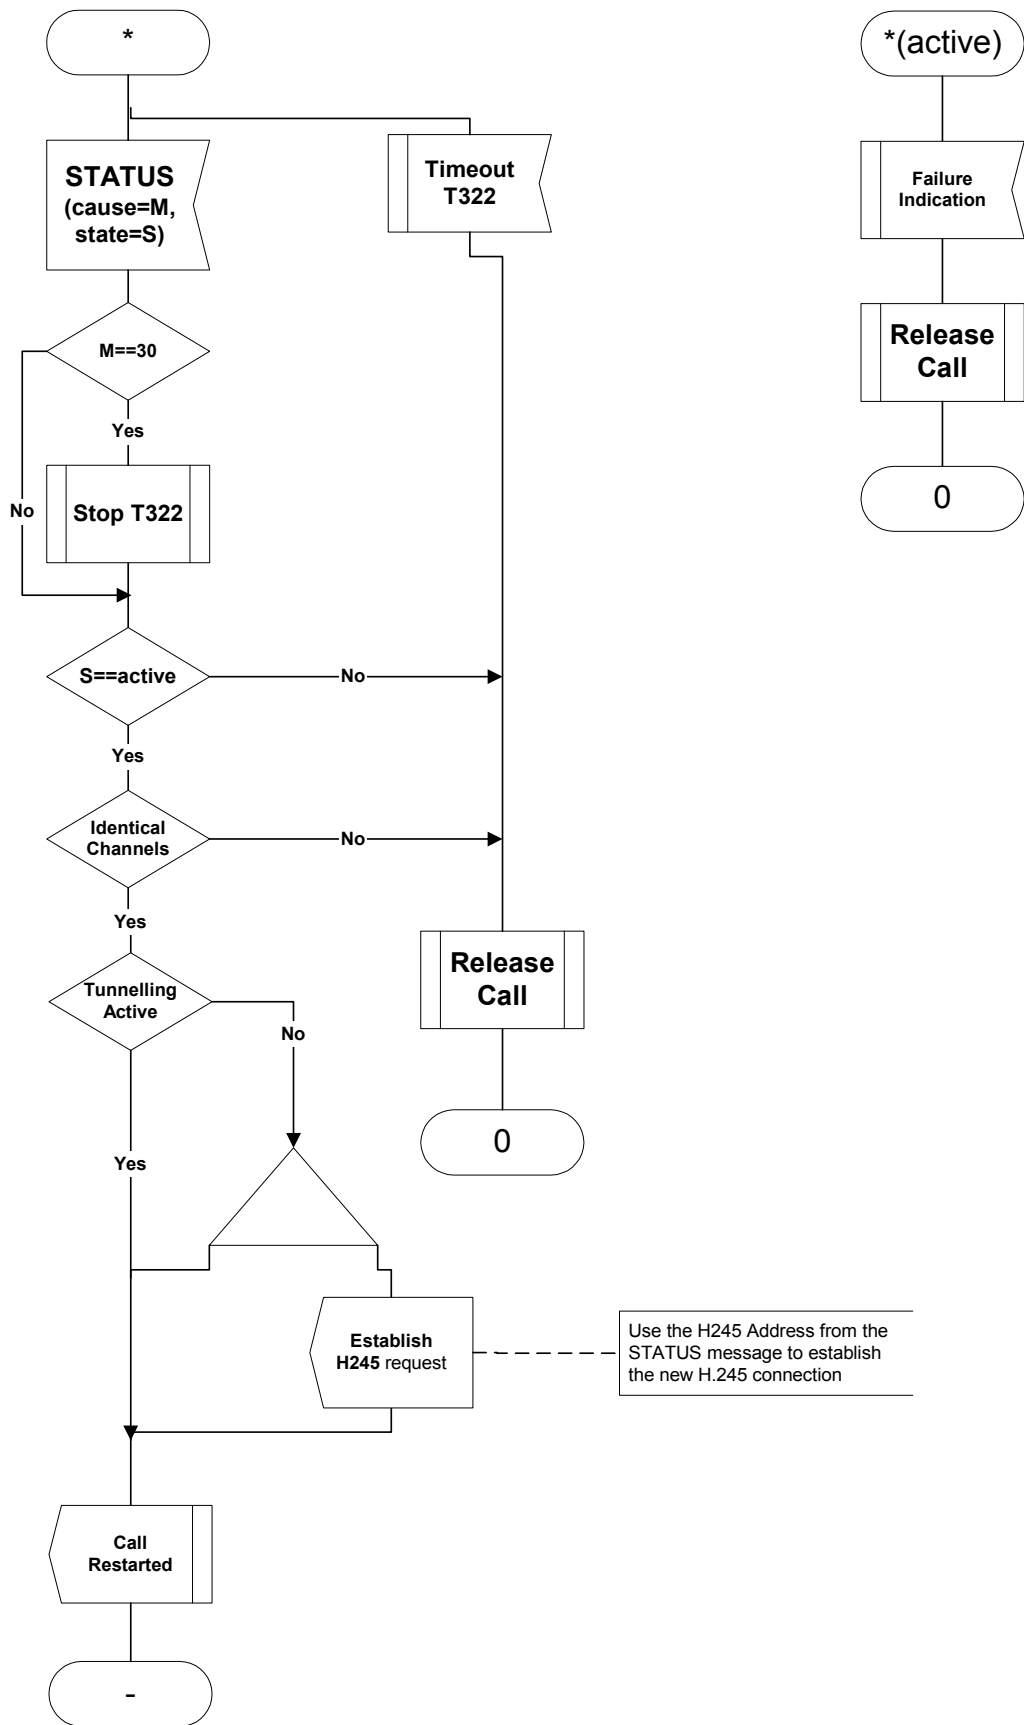 *
*(active)
STATUS
(cause=M,
state=S)
Timeout
T322
Failure
Indication
M==30
Release
Call
Yes
No
Stop T322
0
S==active
No
Yes
Identical
Channels
No
Yes
Release
Call
Tunnelling
Active
No
0
Yes
Establish
H245 request
Use the H245 Address from the
STATUS message to establish
the new H.245 connection
Call
Restarted
-